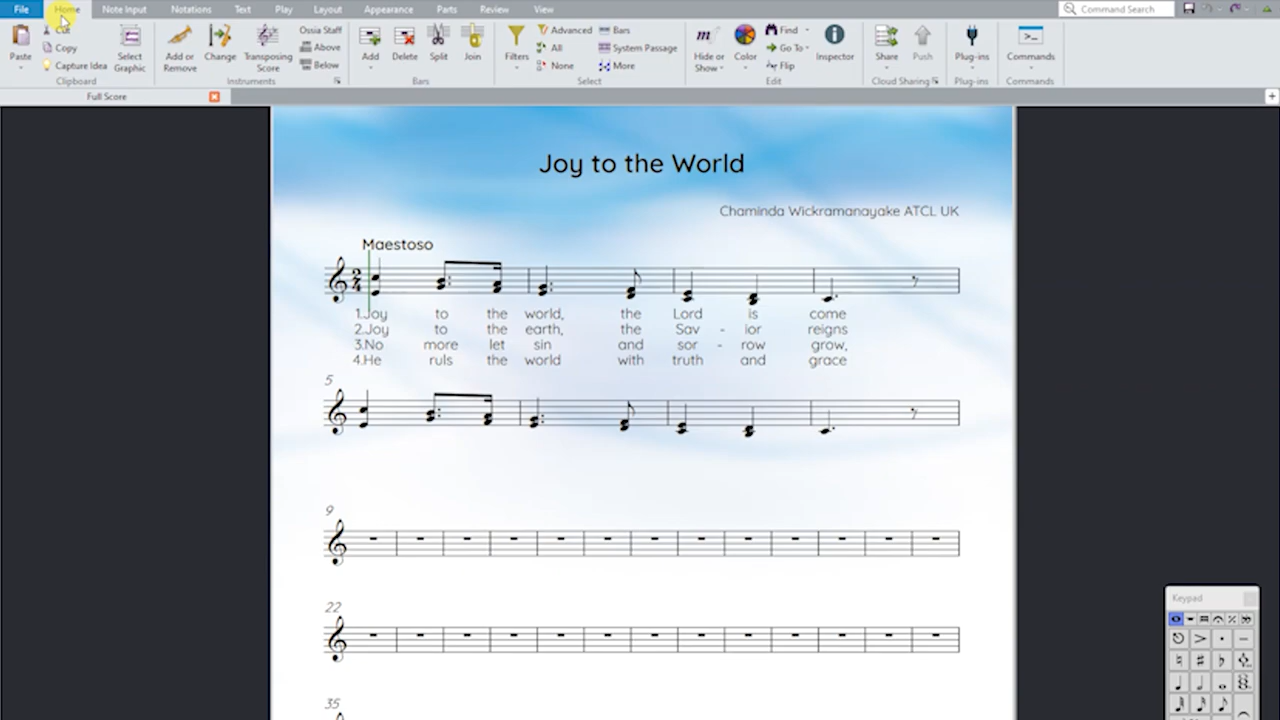 File Home Note Input Notations Text Play Layout Appearance Parts Review View Command Search
Paste Cut Copy Capture Idea Select Graphic Clipboard
Add or Remove Change Transposing Score Ossia Staff Above Below Instruments
Add Delete Split Join Bars
Filters Advanced All None Bars System Passage More Select
Hide or Show Color Find Go To Flip Inspector Edit
Share Push Cloud Sharing
Plug-ins Plug-ins
Commands Commands
Full Score
Joy to the World
Chaminda Wickramanayake ATCL UK
Maestoso
2
4
1.Joy to the world, the Lord is come
2.Joy to the earth, the Sav - ior reigns
3.No more let sin and sor - row grow,
4.He ruls the world with truth and grace
5
9
22
35
Keypad